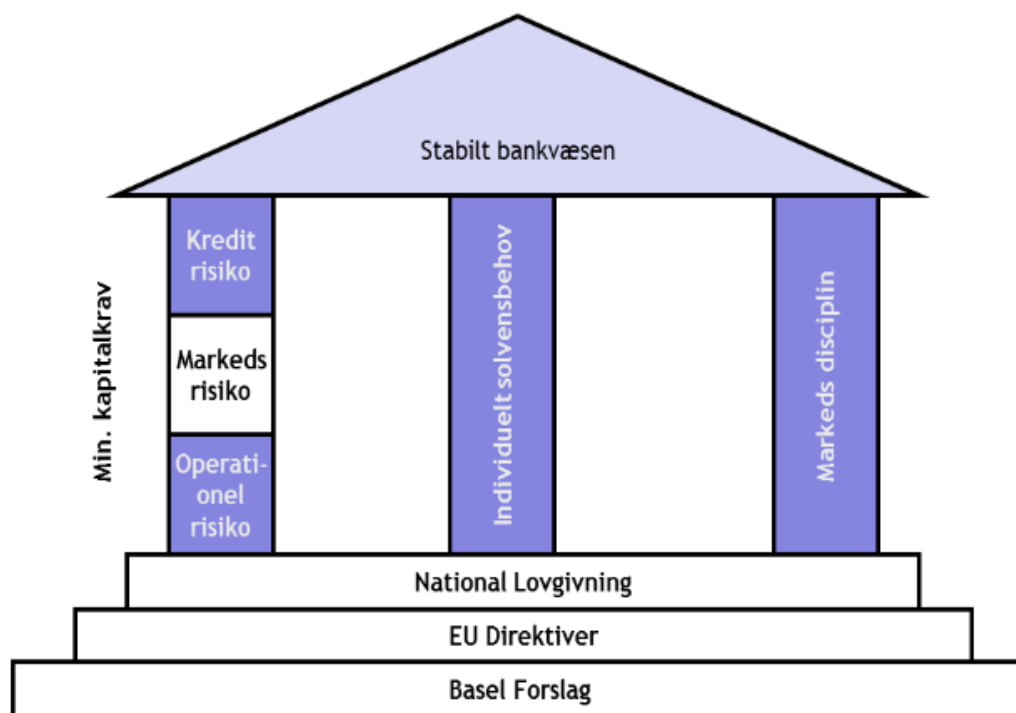 Stabilt bankvæsen
Min. kapitalkrav
Kredit
risiko
Markeds
risiko
Operati-
onel
risiko
Individuelt solvensbehov
Markeds disciplin
National Lovgivning
EU Direktiver
Basel Forslag